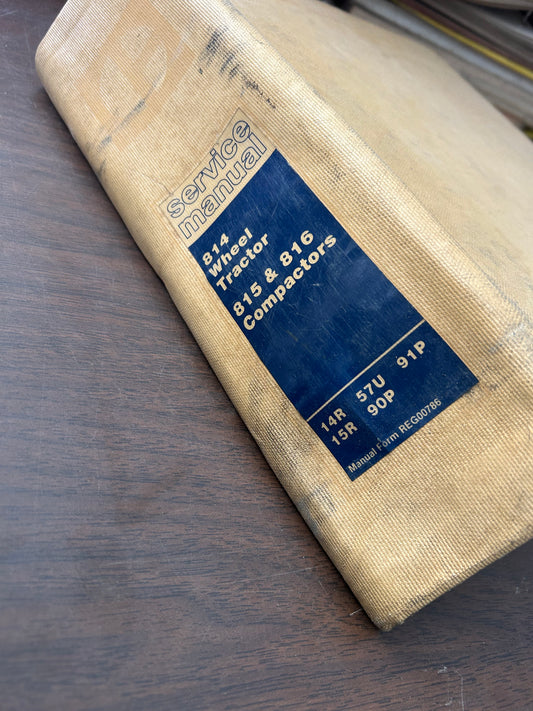 service
manual
814
Wheel
Tractor
815 & 816
Compactors
14R 57U 91P
15R 90P
Manual Form REG00786